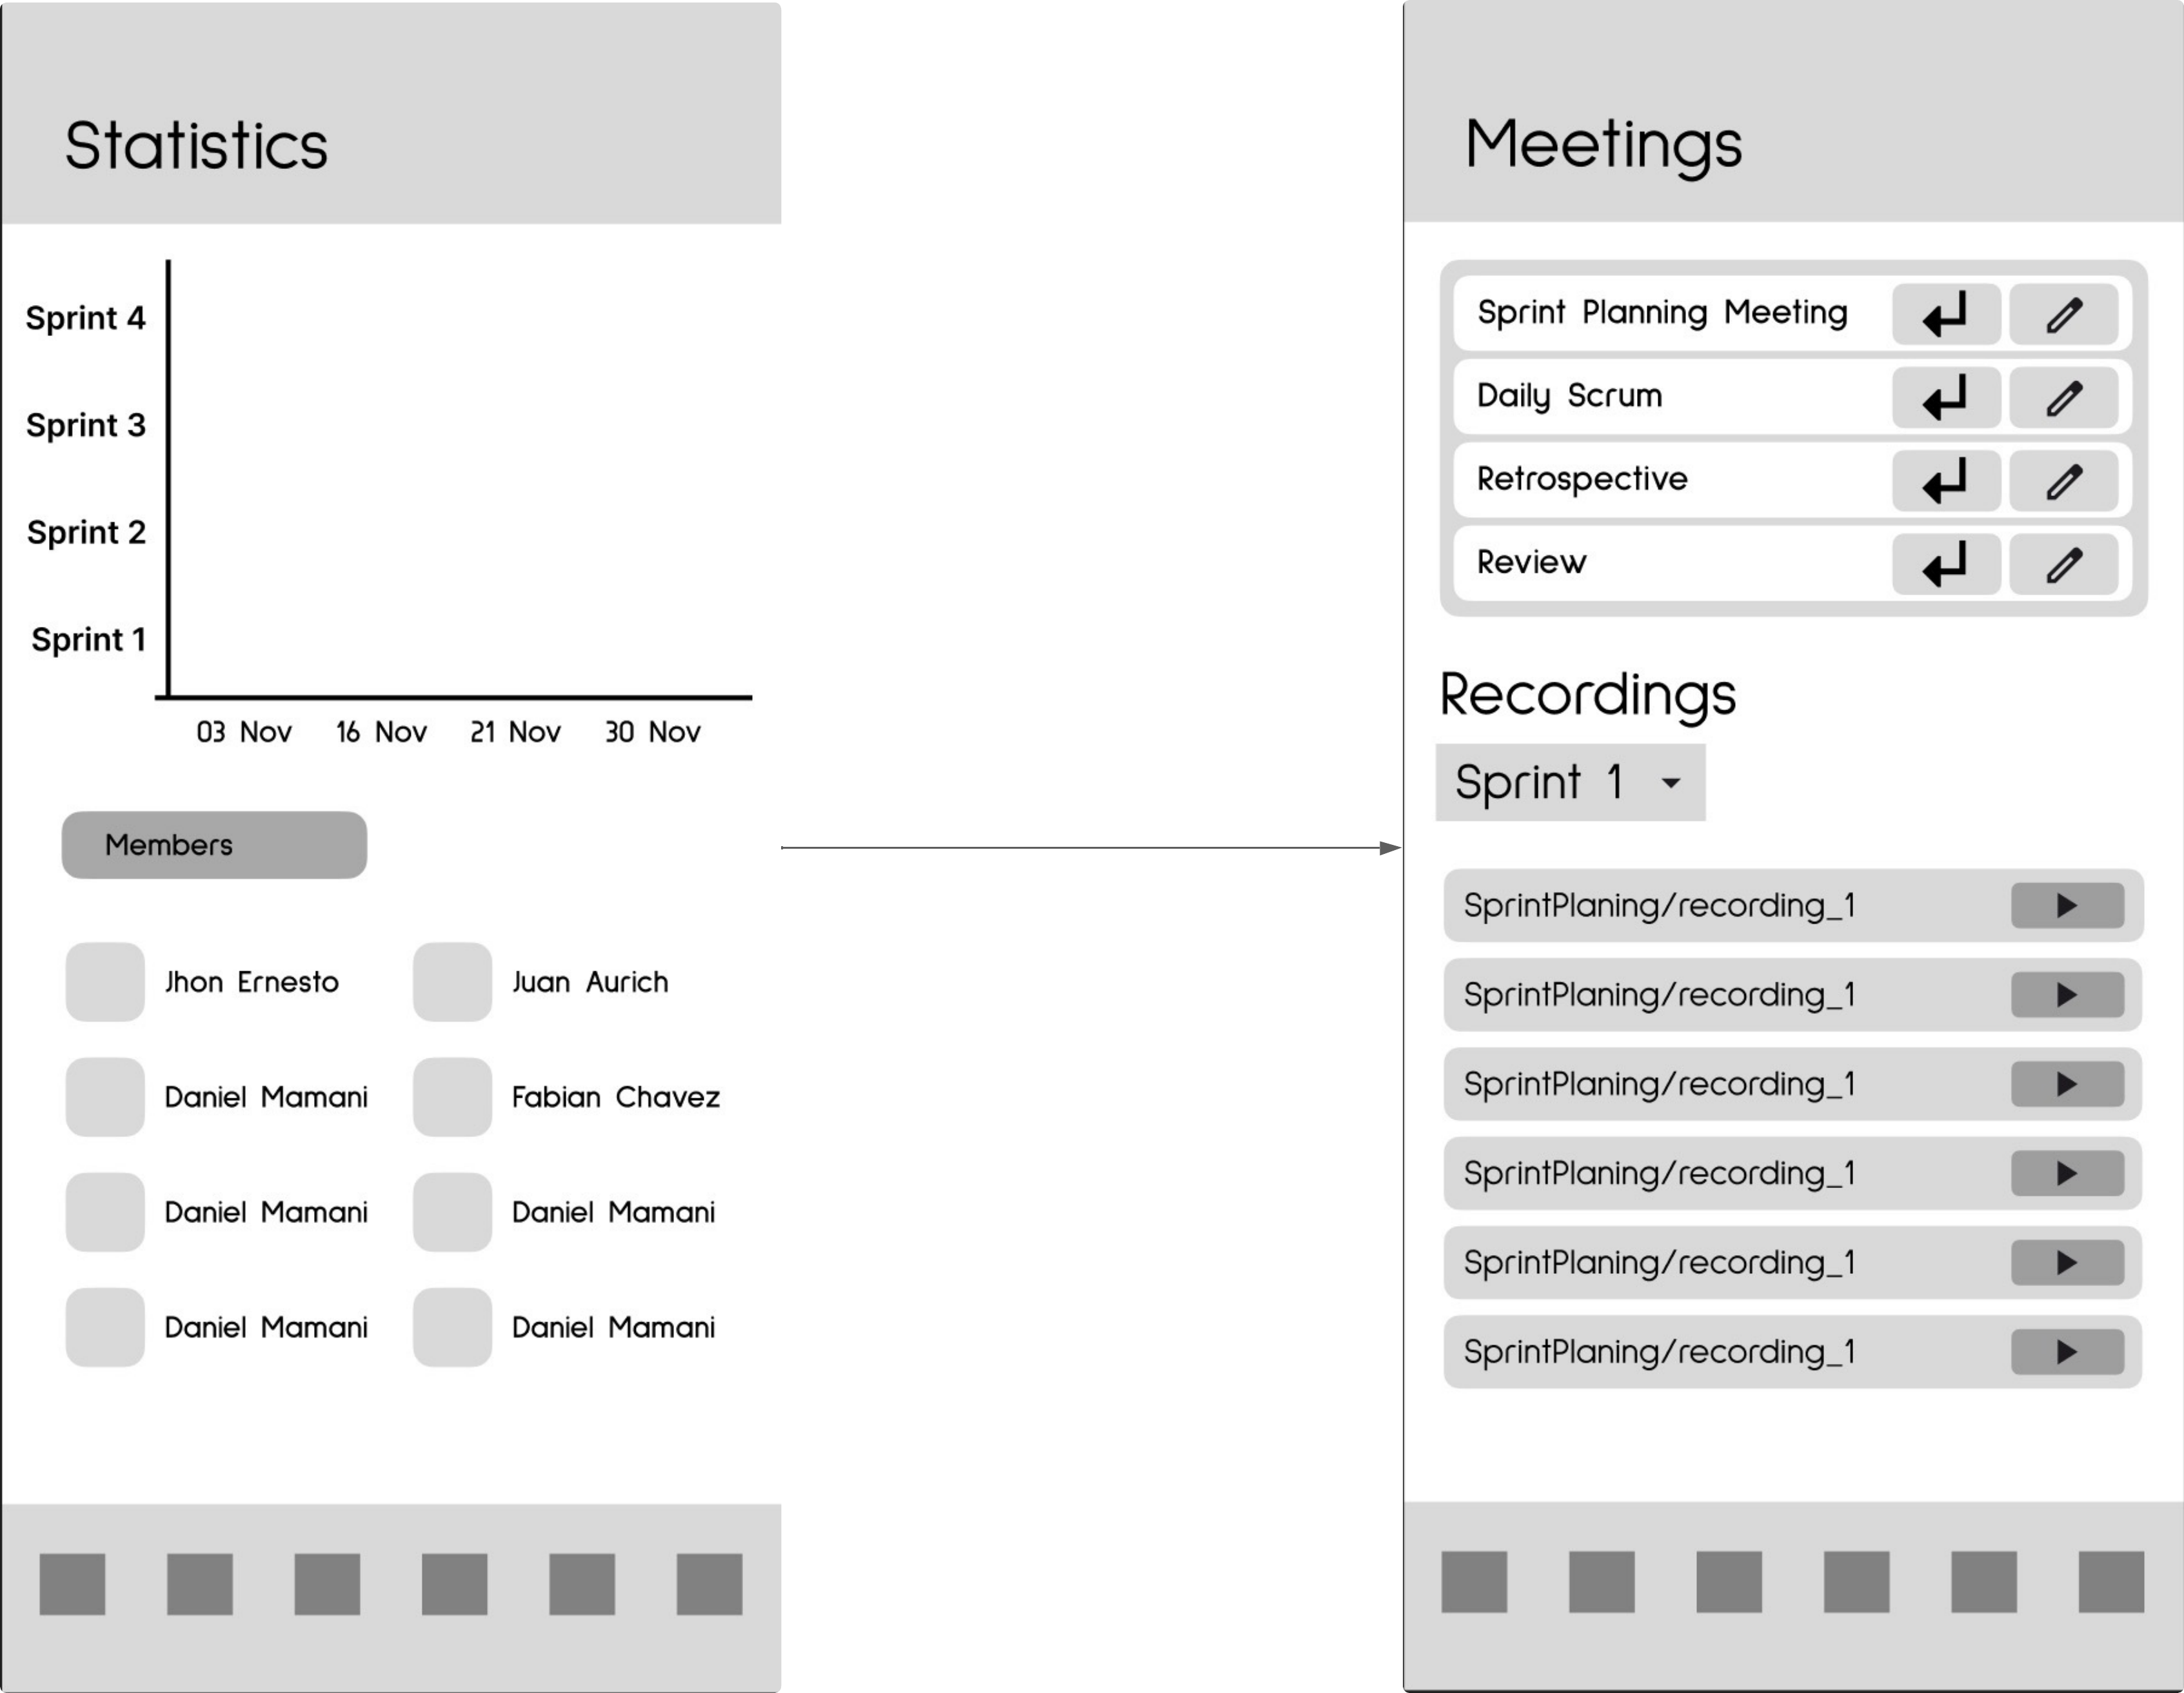 Statistics
Sprint 4
Sprint 3
Sprint 2
Sprint 1
03 Nov 16 Nov 21 Nov 30 Nov
Members
Jhon Ernesto Juan Aurich
Daniel Mamani Fabian Chavez
Daniel Mamani Daniel Mamani
Daniel Mamani Daniel Mamani
Meetings
Sprint Planning Meeting
Daily Scrum
Retrospective
Review
Recordings
Sprint 1
SprintPlaning/recording_1
SprintPlaning/recording_1
SprintPlaning/recording_1
SprintPlaning/recording_1
SprintPlaning/recording_1
SprintPlaning/recording_1